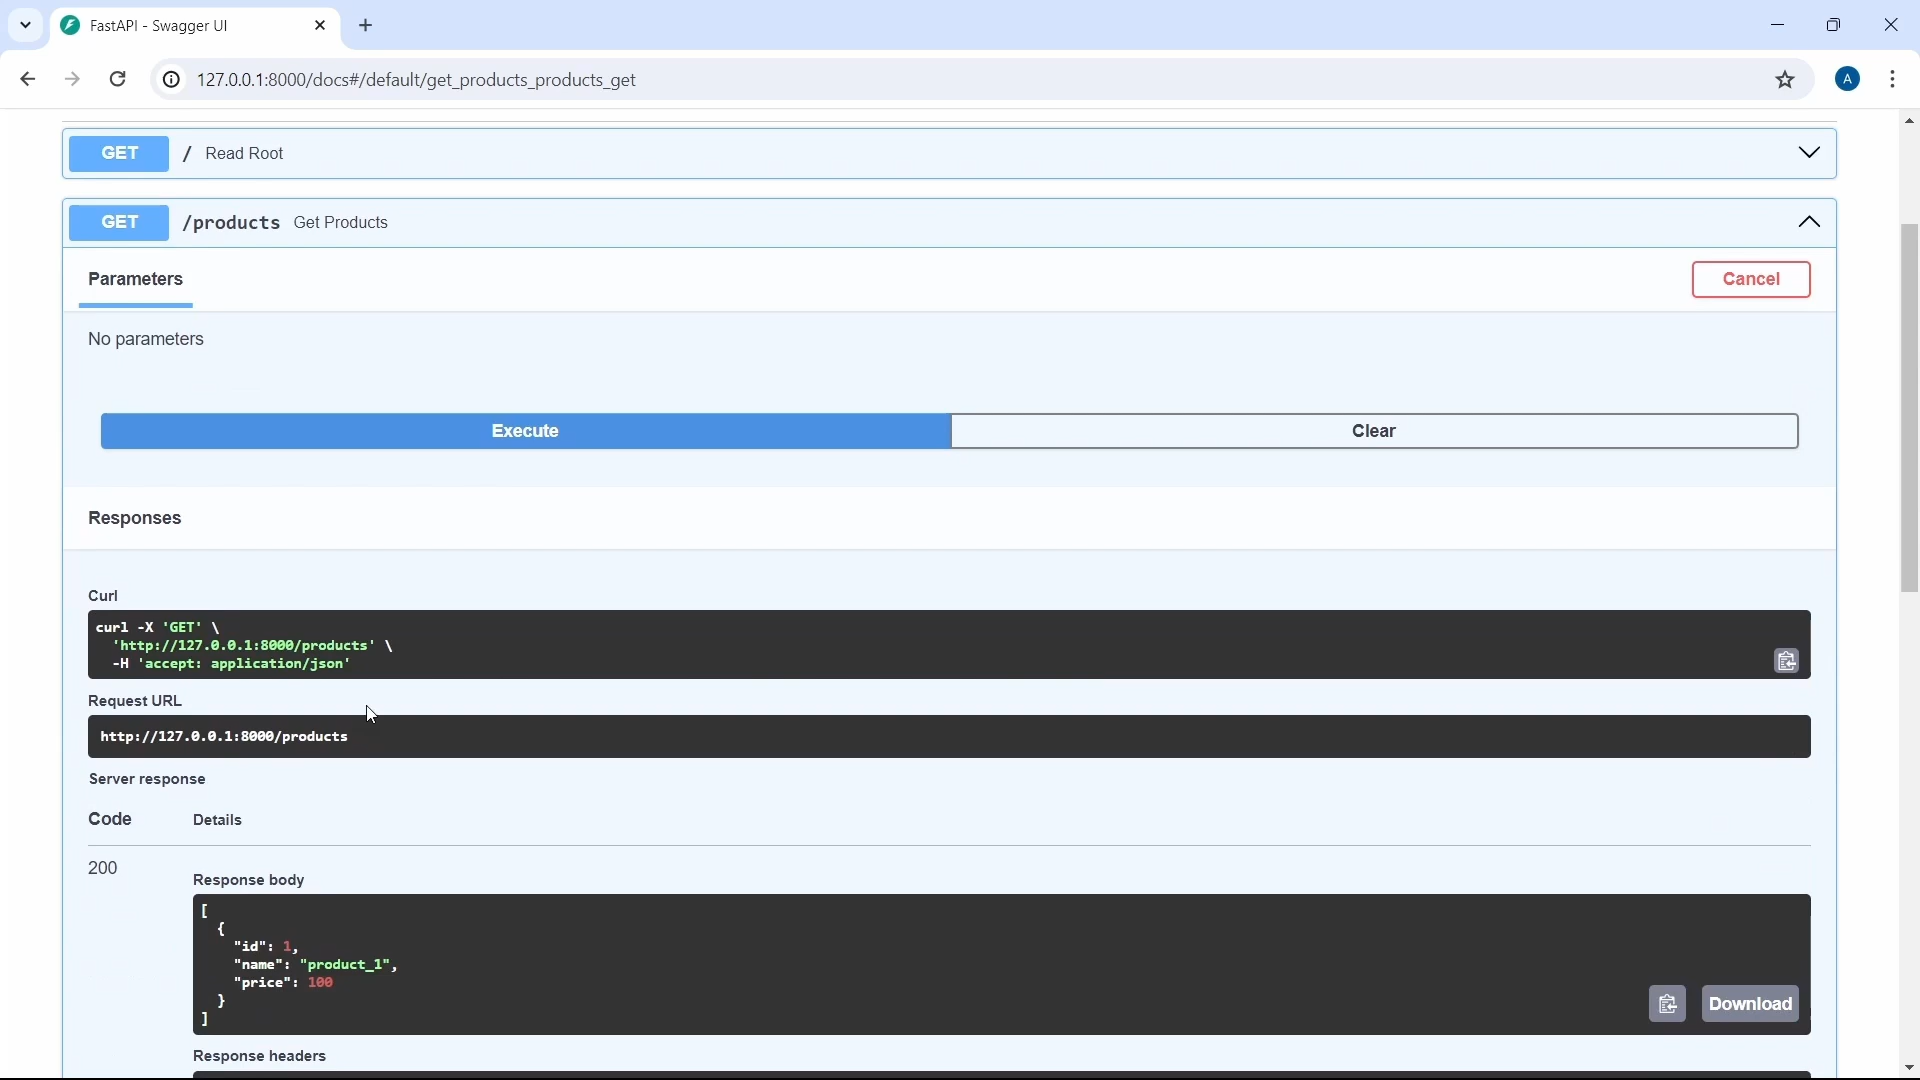 FastAPI - Swagger UI
127.0.0.1:8000/docs#/default/get_products_products_get
A
GET / Read Root
GET /products Get Products
Parameters
Cancel
No parameters
Execute
Clear
Responses
Curl
curl -X 'GET' \
'http://127.0.0.1:8000/products' \
-H 'accept: application/json'
Request URL
http://127.0.0.1:8000/products
Server response
Code Details
200
Response body
[
{
"id": 1,
"name": "product_1",
"price": 100
}
]
Download
Response headers